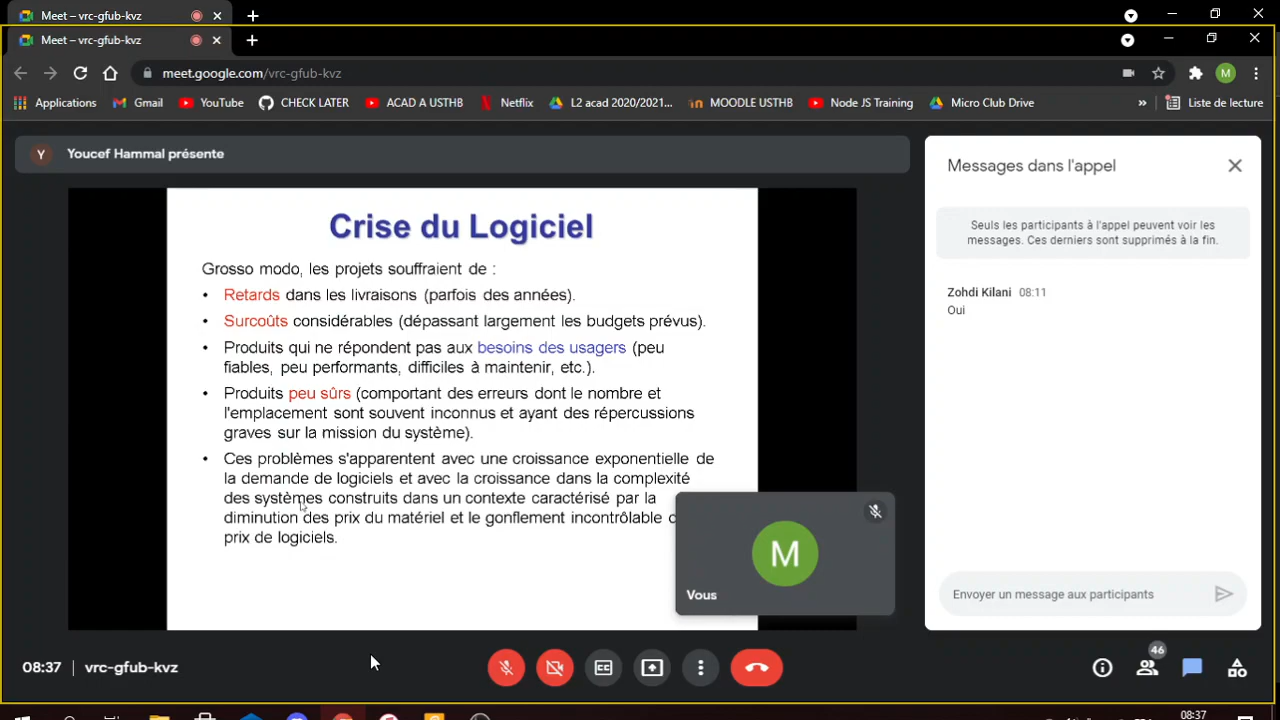 Meet – vrc-gfub-kvz
Meet – vrc-gfub-kvz
meet.google.com/vrc-gfub-kvz
M
Applications Gmail YouTube CHECK LATER ACAD A USTHB Netflix L2 acad 2020/2021... MOODLE USTHB Node JS Training Micro Club Drive » Liste de lecture
Y Youcef Hammal présente
Crise du Logiciel
Grosso modo, les projets souffraient de :
• Retards dans les livraisons (parfois des années).
• Surcoûts considérables (dépassant largement les budgets prévus).
• Produits qui ne répondent pas aux besoins des usagers (peu
fiables, peu performants, difficiles à maintenir, etc.).
• Produits peu sûrs (comportant des erreurs dont le nombre et
l'emplacement sont souvent inconnus et ayant des répercussions
graves sur la mission du système).
• Ces problèmes s'apparentent avec une croissance exponentielle de
la demande de logiciels et avec la croissance dans la complexité
des systèmes construits dans un contexte caractérisé par la
diminution des prix du matériel et le gonflement incontrôlable
prix de logiciels.
M
Vous
Messages dans l'appel
Seuls les participants à l'appel peuvent voir les
messages. Ces derniers sont supprimés à la fin.
Zohdi Kilani 08:11
Oui
Envoyer un message aux participants
08:37 | vrc-gfub-kvz
46
08:37